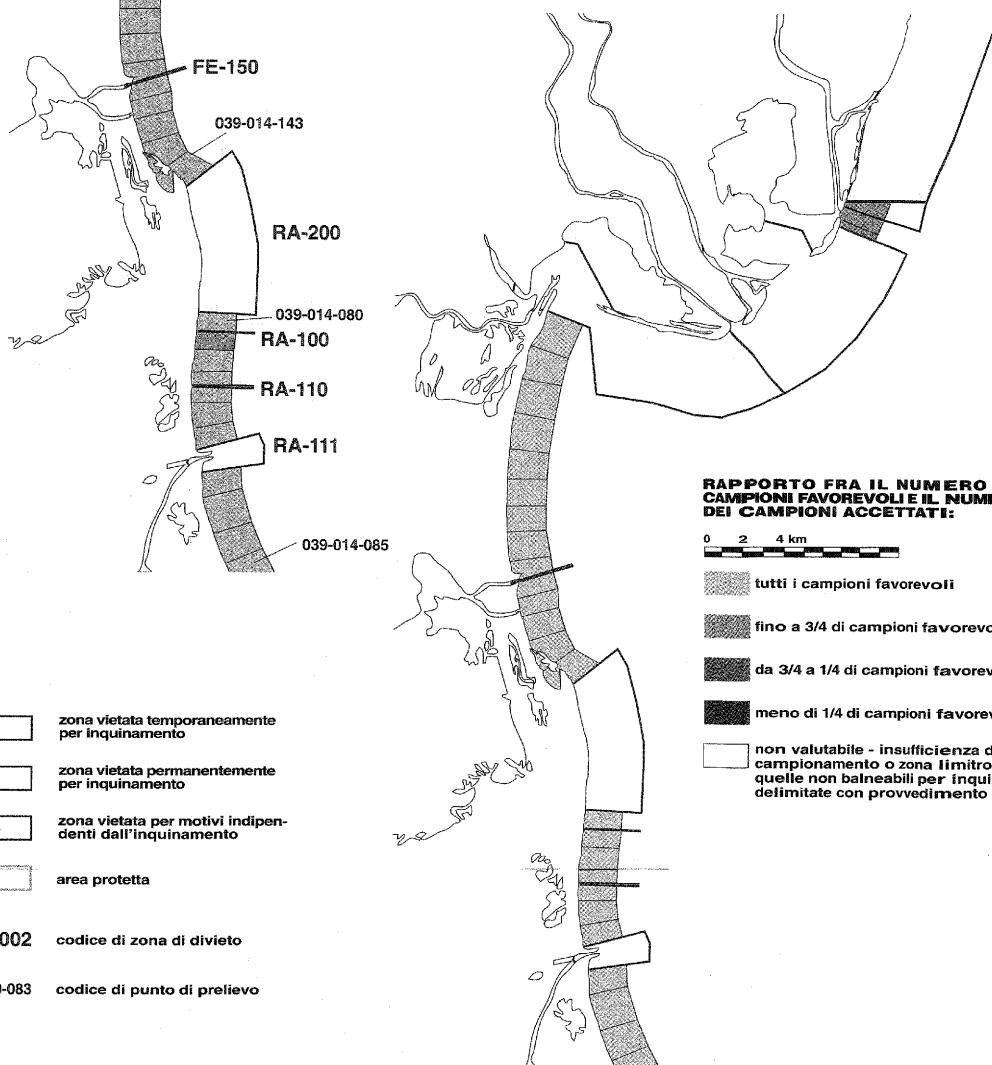 FE-150
039-014-143
RA-200
039-014-080
RA-100
RA-110
RA-111
039-014-085
RAPPORTO FRA IL NUMERO
CAMPIONI FAVOREVOLI E IL NUM
DEI CAMPIONI ACCETTATI:
0 2 4 km
tutti i campioni favorevoli
fino a 3/4 di campioni favorevo
da 3/4 a 1/4 di campioni favorev
meno di 1/4 di campioni favorev
non valutabile - insufficienza d
campionamento o zona limitro
quelle non balneabili per inqui
delimitate con provvedimento
zona vietata temporaneamente
per inquinamento
zona vietata permanentemente
per inquinamento
zona vietata per motivi indipen-
denti dall'inquinamento
area protetta
002 codice di zona di divieto
-083 codice di punto di prelievo